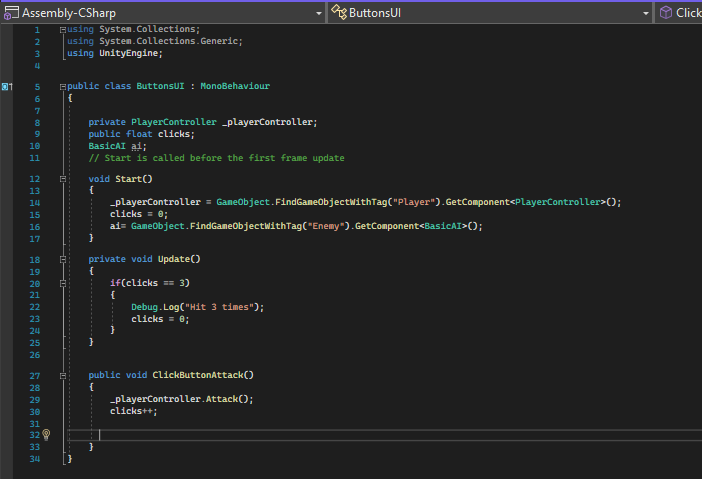 Assembly-CSharp ButtonsUI Click
1 using System.Collections;
2 using System.Collections.Generic;
3 using UnityEngine;
4
5 public class ButtonsUI : MonoBehaviour
6 {
7
8 private PlayerController _playerController;
9 public float clicks;
10 BasicAI ai;
11 // Start is called before the first frame update
12 void Start()
13 {
14 _playerController = GameObject.FindGameObjectWithTag("Player").GetComponent<PlayerController>();
15 clicks = 0;
16 ai= GameObject.FindGameObjectWithTag("Enemy").GetComponent<BasicAI>();
17 }
18 private void Update()
19 {
20 if(clicks == 3)
21 {
22 Debug.Log("Hit 3 times");
23 clicks = 0;
24 }
25 }
26
27 public void ClickButtonAttack()
28 {
29 _playerController.Attack();
30 clicks++;
31
32
33 }
34 }